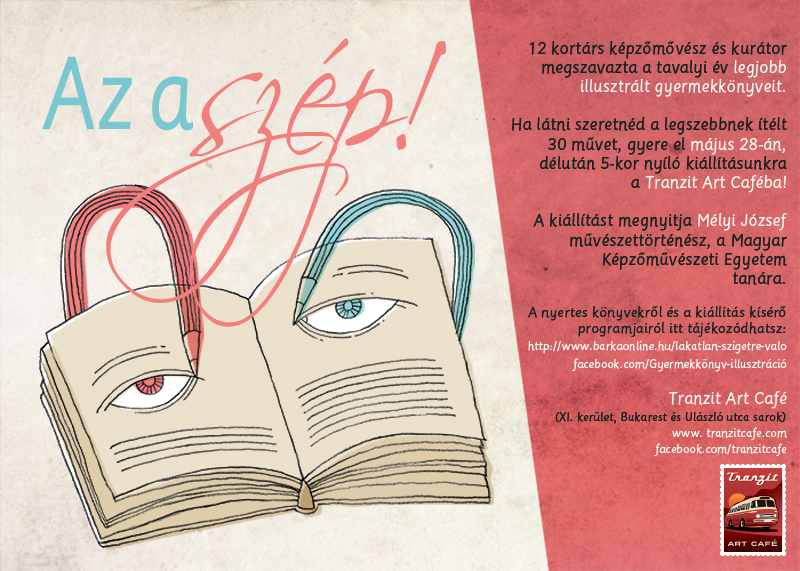 Az a szép!
12 kortárs képzőművész és kurátor
megszavazta a tavalyi év legjobb
illusztrált gyermekkönyveit.
Ha látni szeretnéd a legszebbnek ítélt
30 művet, gyere el május 28-án,
délután 5-kor nyíló kiállításunkra
a Tranzit Art Caféba!
A kiállítást megnyitja Mélyi József
művészettörténész, a Magyar
Képzőművészeti Egyetem
tanára.
A nyertes könyvekről és a kiállítás kísérő
programjairól itt tájékozódhatsz:
http://www.barkaonline.hu/lakatlan-szigetre-valo
facebook.com/Gyermekkönyv-illusztráció
Tranzit Art Café
(XI. kerület, Bukarest és Ulászló utca sarok)
www. tranzitcafe.com
facebook.com/tranzitcafe
Tranzit
ART CAFÉ